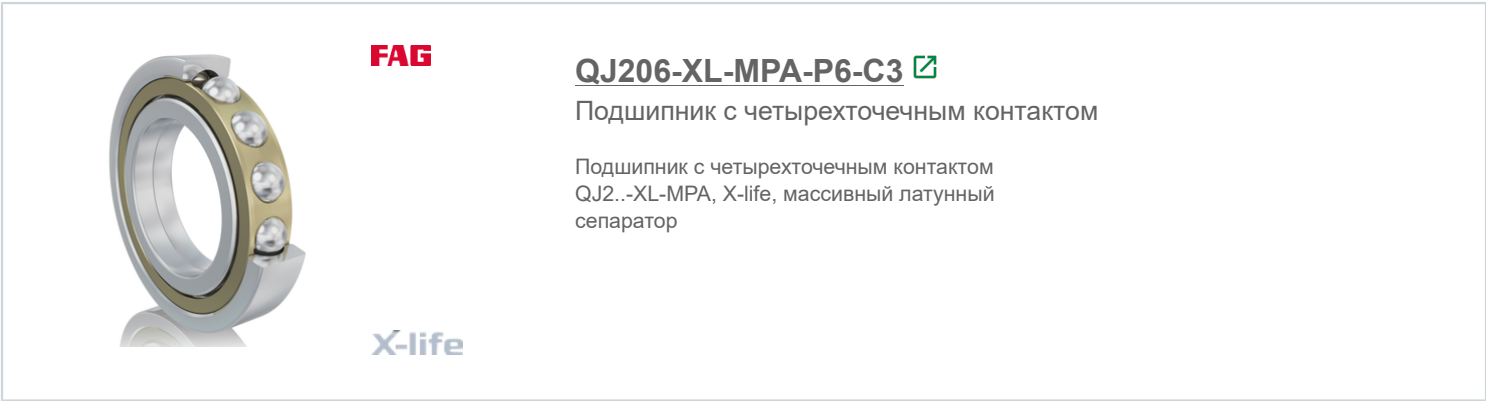 FAG
QJ206-XL-MPA-P6-C3
Подшипник с четырехточечным контактом
Подшипник с четырехточечным контактом
QJ2..-XL-MPA, X-life, массивный латунный
сепаратор
X-life